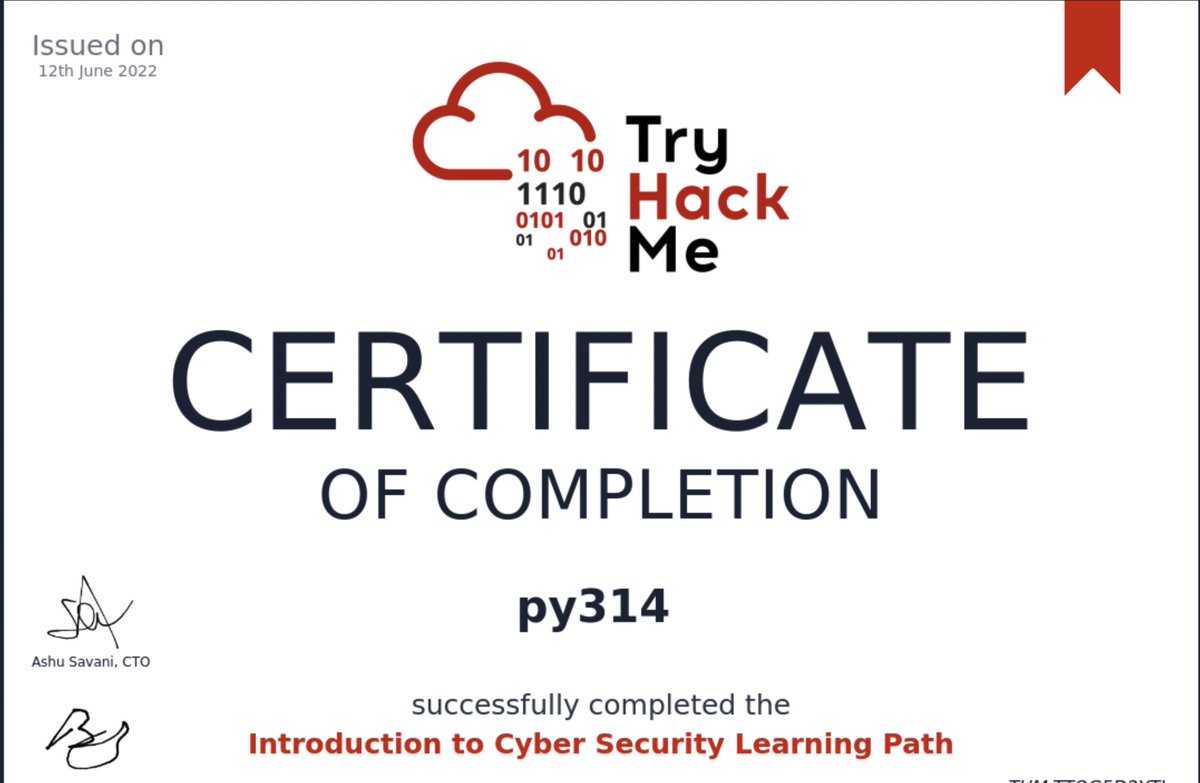 Issued on
12th June 2022
10 10
1110
0101 01
01 010
01
Try
Hack
Me
CERTIFICATE
OF COMPLETION
py314
Ashu Savani, CTO
successfully completed the
Introduction to Cyber Security Learning Path